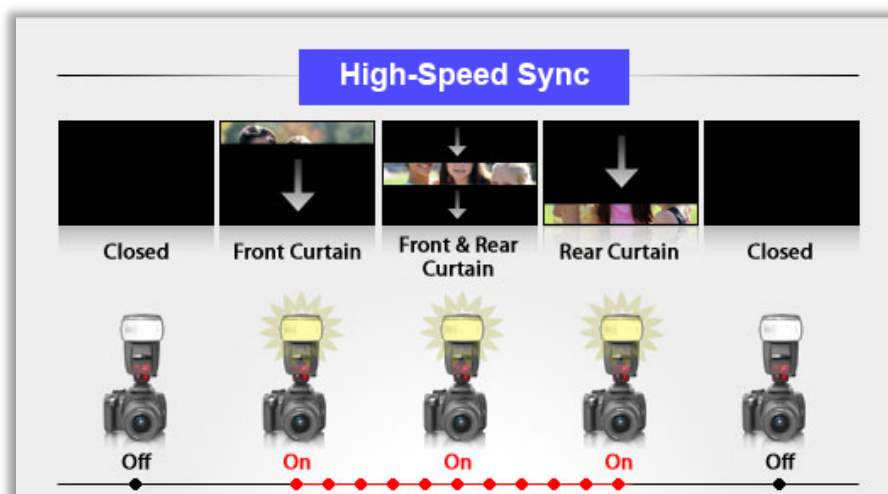 High-Speed Sync
Closed
Front Curtain
Front & Rear
Curtain
Rear Curtain
Closed
Off
On
On
On
Off